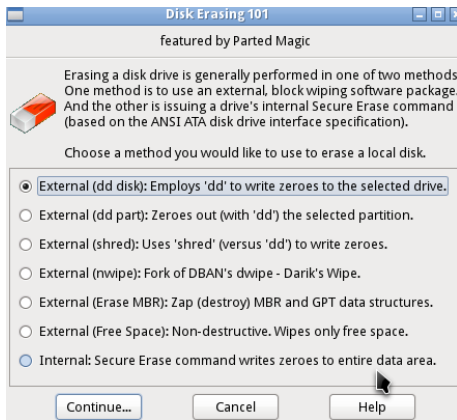 Disk Erasing 101
featured by Parted Magic
Erasing a disk drive is generally performed in one of two methods
One method is to use an external, block wiping software package.
And the other is issuing a drive's internal Secure Erase command
(based on the ANSI ATA disk drive interface specification).
Choose a method you would like to use to erase a local disk.
External (dd disk): Employs 'dd' to write zeroes to the selected drive.
External (dd part): Zeroes out (with 'dd') the selected partition.
External (shred): Uses 'shred' (versus 'dd') to write zeroes.
External (nwipe): Fork of DBAN's dwipe - Darik's Wipe.
External (Erase MBR): Zap (destroy) MBR and GPT data structures.
External (Free Space): Non-destructive. Wipes only free space.
Internal: Secure Erase command writes zeroes to entire data area.
Continue... Cancel Help